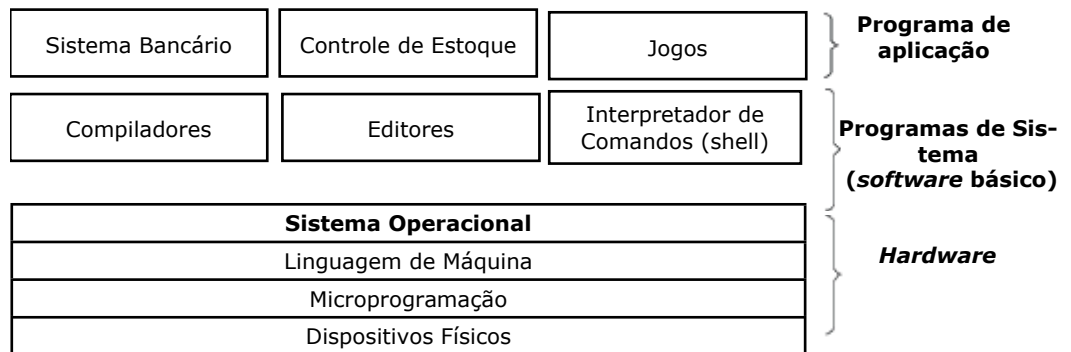 Sistema Bancário
Controle de Estoque
Jogos
Programa de
aplicação
Compiladores
Editores
Interpretador de
Comandos (shell)
Programas de Sis-
tema
(software básico)
Sistema Operacional
Linguagem de Máquina
Microprogramação
Dispositivos Físicos
Hardware